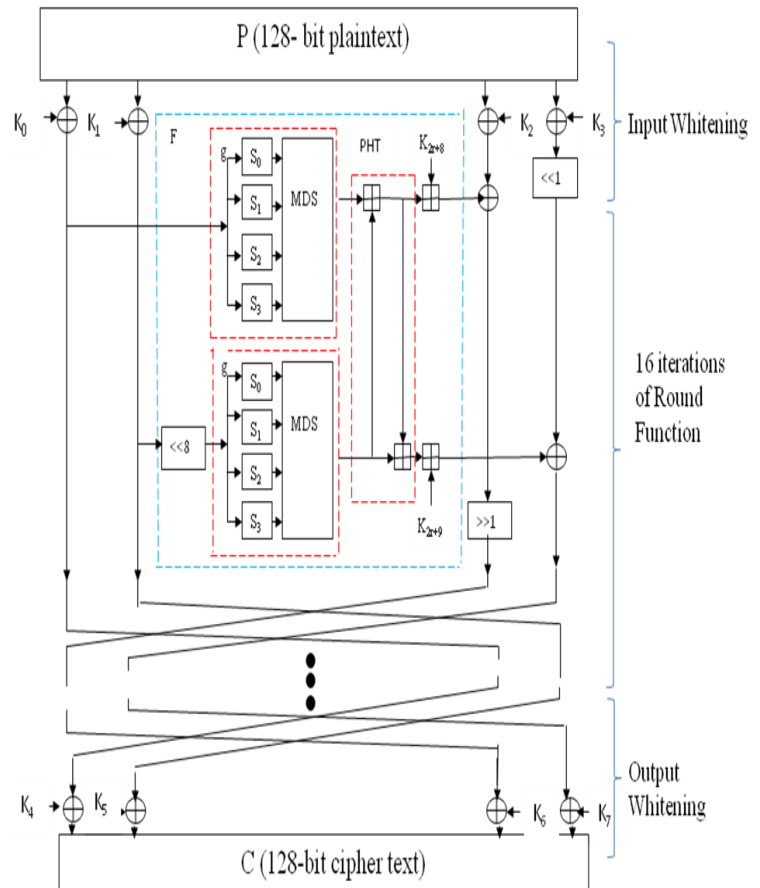 P (128- bit plaintext)
K₀ K₁ K₂ K₃ Input Whitening
F
g S₀ MDS PHT K₂ᵣ₊₈ <<1
S₁
S₂
S₃
16 iterations
of Round
Function
g S₀ MDS
S₁
<<8
S₂
S₃ K₂ᵣ₊₉ >>1
Output
Whitening
K₄ K₅ K₆ K₇
C (128-bit cipher text)